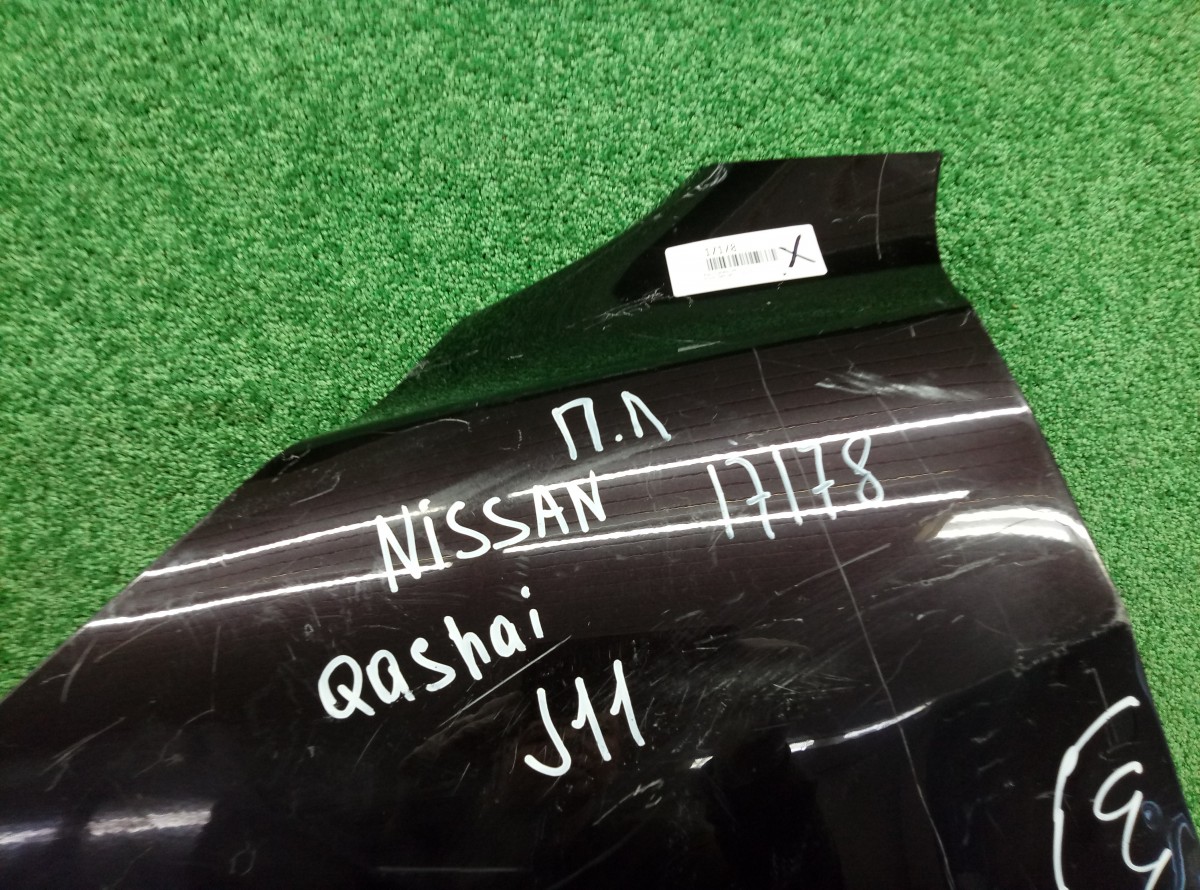 17178
X
П.Л
NiSSAN 17178
Qashai
J11